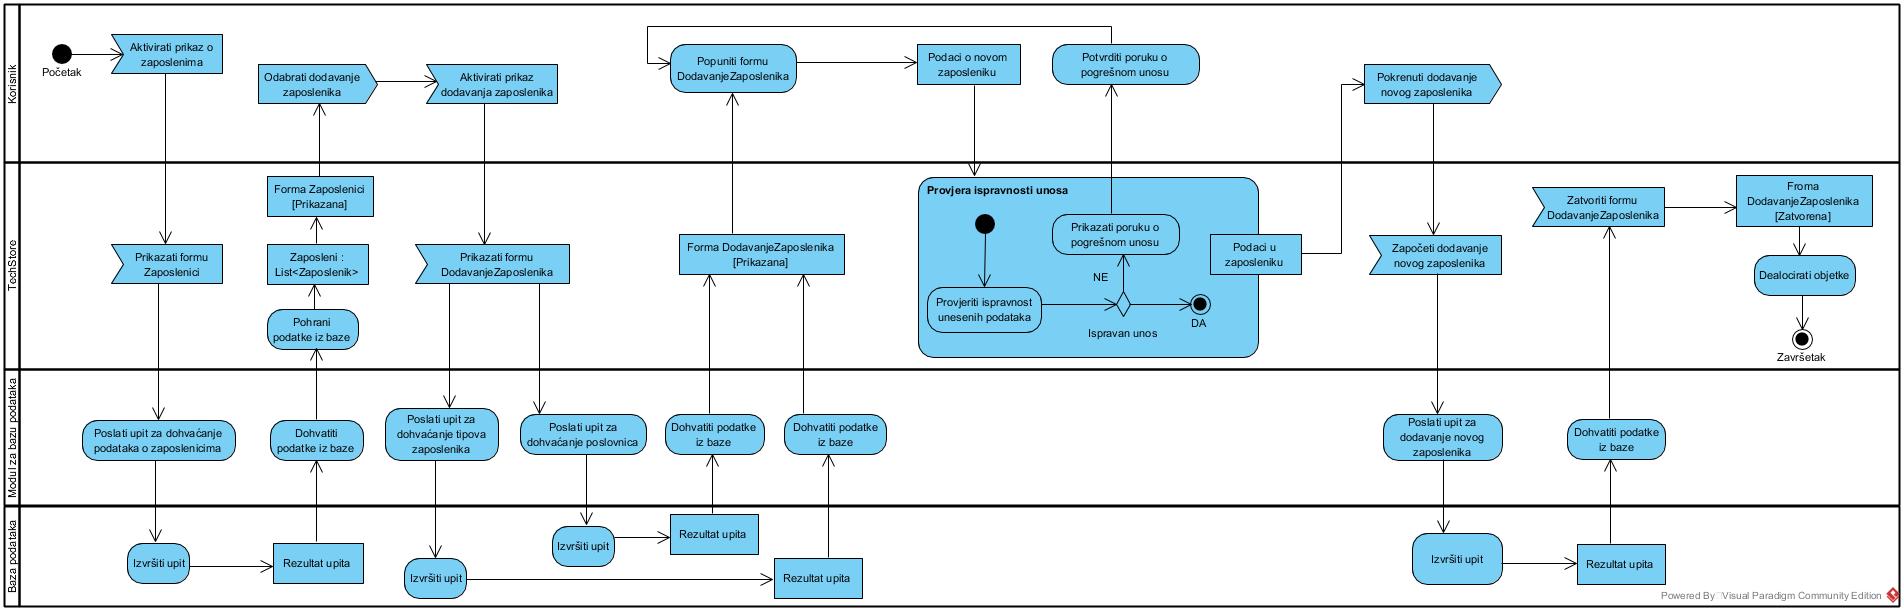 Korisnik
Početak
Aktivirati prikaz o
zaposlenima
Odabrati dodavanje
zaposlenika
Aktivirati prikaz
dodavanja zaposlenika
Popuniti formu
DodavanjeZaposlenika
Podaci o novom
zaposleniku
Potvrditi poruku o
pogrešnom unosu
Pokrenuti dodavanje
novog zaposlenika
TechStore
Prikazati formu
Zaposlenici
Forma Zaposlenici
[Prikazana]
Zaposleni :
List<Zaposlenik>
Pohrani
podatke iz baze
Prikazati formu
DodavanjeZaposlenika
Forma DodavanjeZaposlenika
[Prikazana]
Provjera ispravnosti unosa
Prikazati poruku o
pogrešnom unosu
NE
Provjeriti ispravnost
unesenih podataka
Ispravan unos
DA
Podaci u
zaposleniku
Započeti dodavanje
novog zaposlenika
Zatvoriti formu
DodavanjeZaposlenika
Froma
DodavanjeZaposlenika
[Zatvorena]
Dealocirati objetke
Završetak
Modul za bazu podataka
Poslati upit za dohvaćanje
podataka o zaposlenicima
Dohvatiti
podatke iz baze
Poslati upit za
dohvaćanje tipova
zaposlenika
Poslati upit za
dohvaćanje poslovnica
Dohvatiti podatke
iz baze
Dohvatiti podatke
iz baze
Poslati upit za
dodavanje novog
zaposlenika
Dohvatiti podatke
iz baze
Baza podataka
Izvršiti upit
Rezultat upita
Izvršiti upit
Izvršiti upit
Rezultat upita
Rezultat upita
Izvršiti upit
Rezultat upita
Powered By Visual Paradigm Community Edition